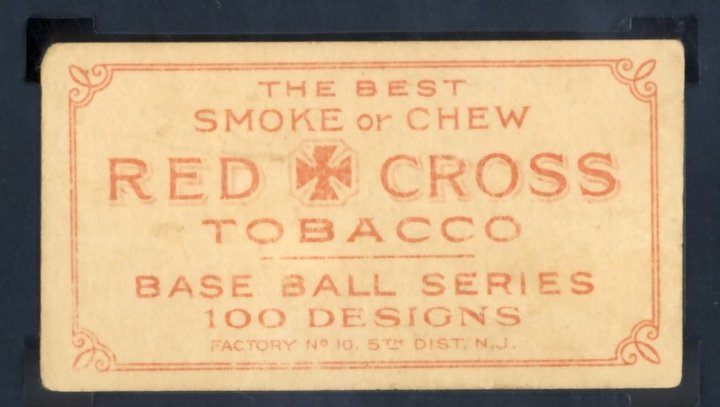 THE BEST
SMOKE or CHEW
RED CROSS
TOBACCO
BASE BALL SERIES
100 DESIGNS
FACTORY No 10. 5TH DIST. N.J.